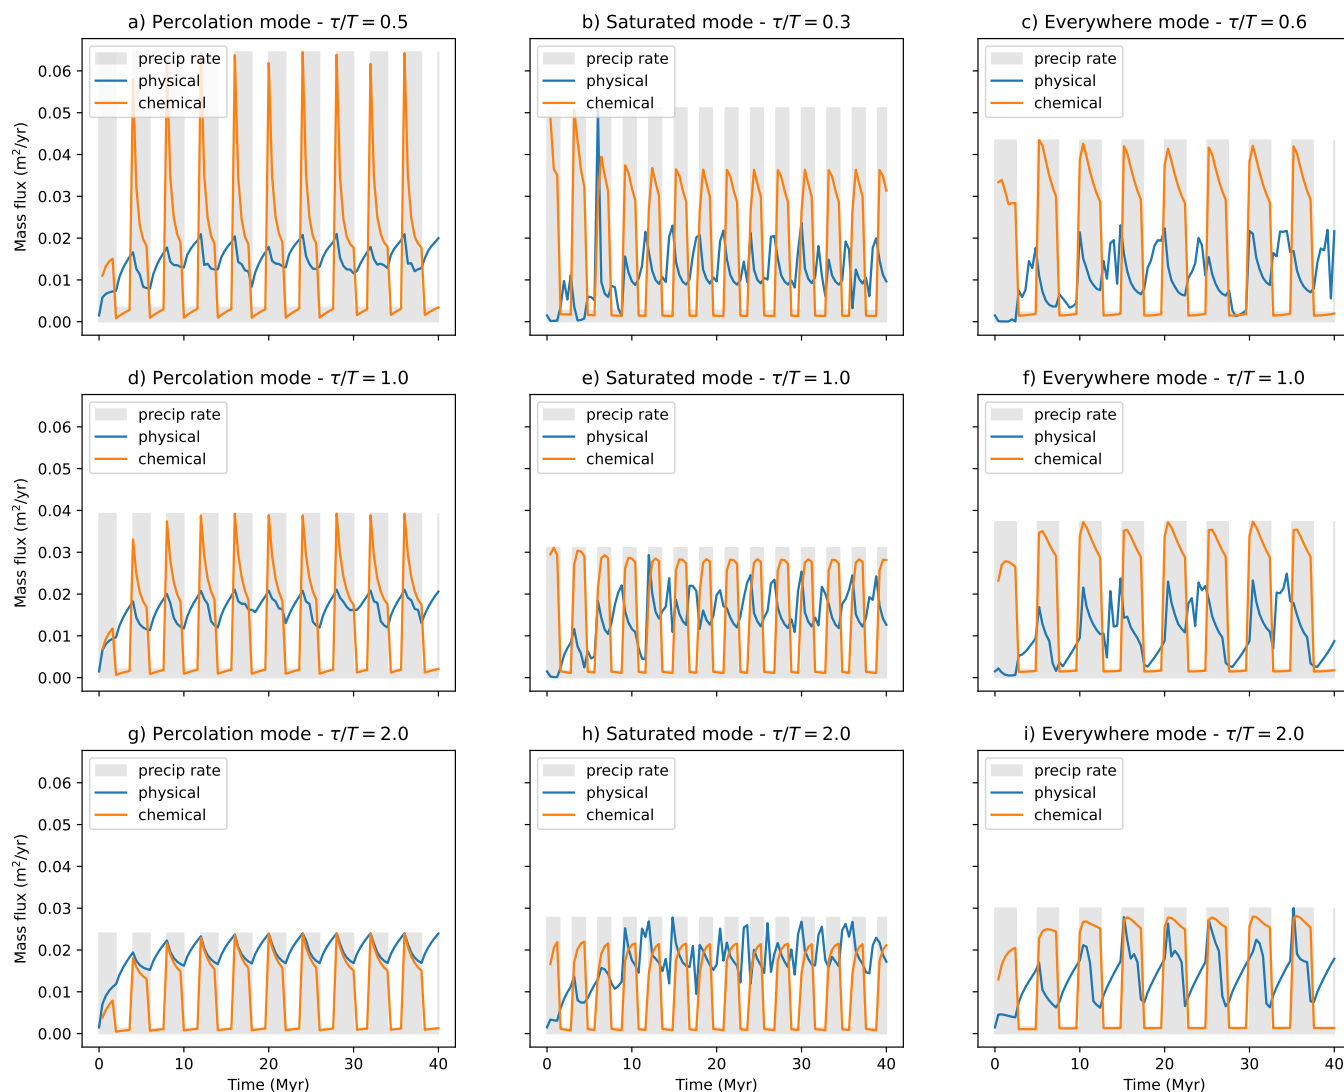 a) Percolation mode - τ/T = 0.5
b) Saturated mode - τ/T = 0.3
c) Everywhere mode - τ/T = 0.6
precip rate
physical
chemical
precip rate
physical
chemical
precip rate
physical
chemical
0.06
0.05
0.04
0.03
0.02
0.01
0.00
Mass flux (m²/yr)
d) Percolation mode - τ/T = 1.0
e) Saturated mode - τ/T = 1.0
f) Everywhere mode - τ/T = 1.0
precip rate
physical
chemical
precip rate
physical
chemical
precip rate
physical
chemical
0.06
0.05
0.04
0.03
0.02
0.01
0.00
Mass flux (m²/yr)
g) Percolation mode - τ/T = 2.0
h) Saturated mode - τ/T = 2.0
i) Everywhere mode - τ/T = 2.0
precip rate
physical
chemical
precip rate
physical
chemical
precip rate
physical
chemical
0.06
0.05
0.04
0.03
0.02
0.01
0.00
Mass flux (m²/yr)
0 10 20 30 40
0 10 20 30 40
0 10 20 30 40
Time (Myr)
Time (Myr)
Time (Myr)